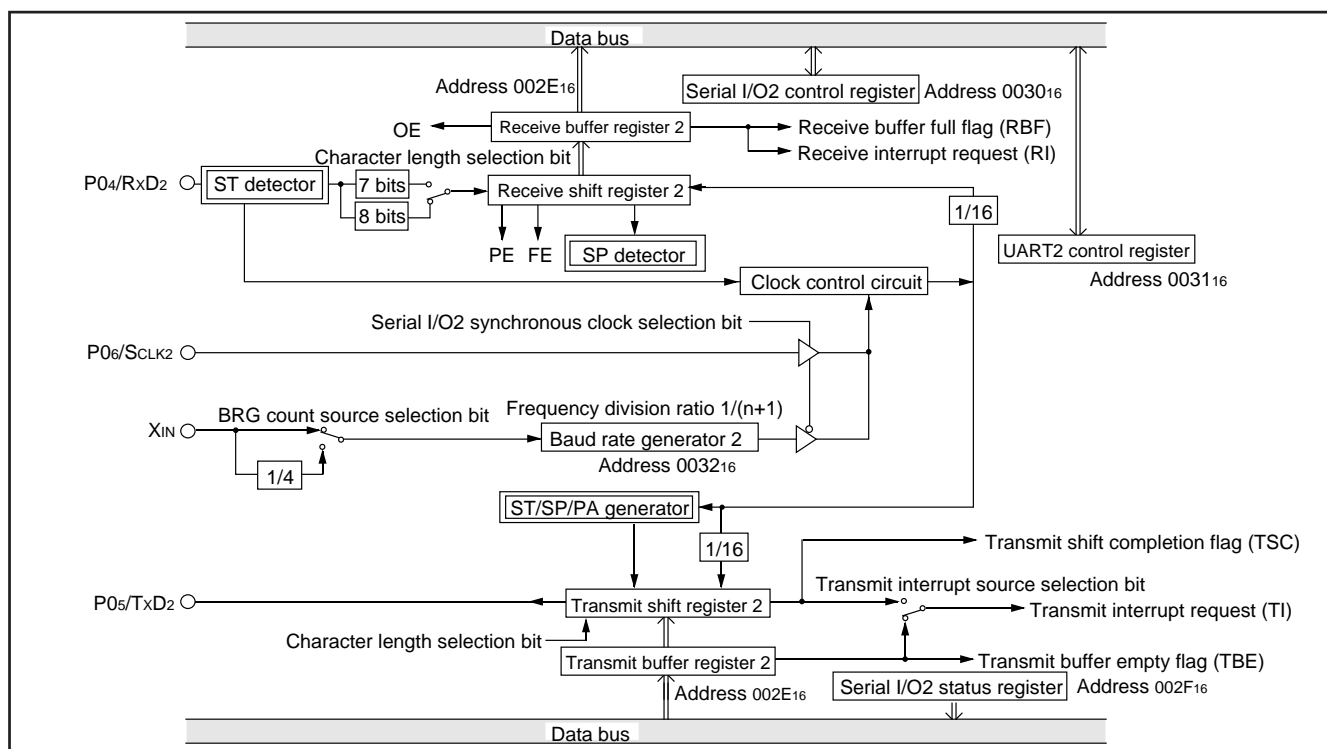 Data bus
Address 002E16
Serial I/O2 control register
Address 003016
OE
Receive buffer register 2
Receive buffer full flag (RBF)
Receive interrupt request (RI)
Character length selection bit
P04/RXD2
ST detector
7 bits
8 bits
Receive shift register 2
1/16
PE
FE
SP detector
UART2 control register
Address 003116
Clock control circuit
Serial I/O2 synchronous clock selection bit
P06/SCLK2
BRG count source selection bit
Frequency division ratio 1/(n+1)
XIN
Baud rate generator 2
Address 003216
1/4
ST/SP/PA generator
1/16
Transmit shift completion flag (TSC)
Transmit interrupt source selection bit
P05/TXD2
Transmit shift register 2
Transmit interrupt request (TI)
Character length selection bit
Transmit buffer register 2
Transmit buffer empty flag (TBE)
Address 002E16
Serial I/O2 status register
Address 002F16
Data bus